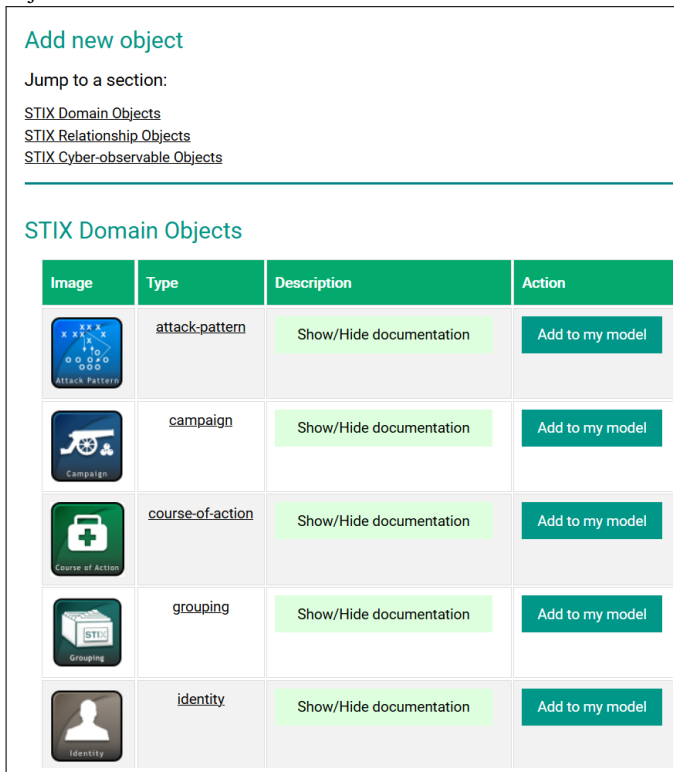 Add new object
Jump to a section:
STIX Domain Objects
STIX Relationship Objects
STIX Cyber-observable Objects
STIX Domain Objects
Image Type Description Action
attack-pattern Show/Hide documentation Add to my model
x xx x
x xx x
x
o o o o
o o o
Attack Pattern
campaign Show/Hide documentation Add to my model
Campaign
course-of-action Show/Hide documentation Add to my model
Course of Action
grouping Show/Hide documentation Add to my model
STIX
Grouping
identity Show/Hide documentation Add to my model
Identity